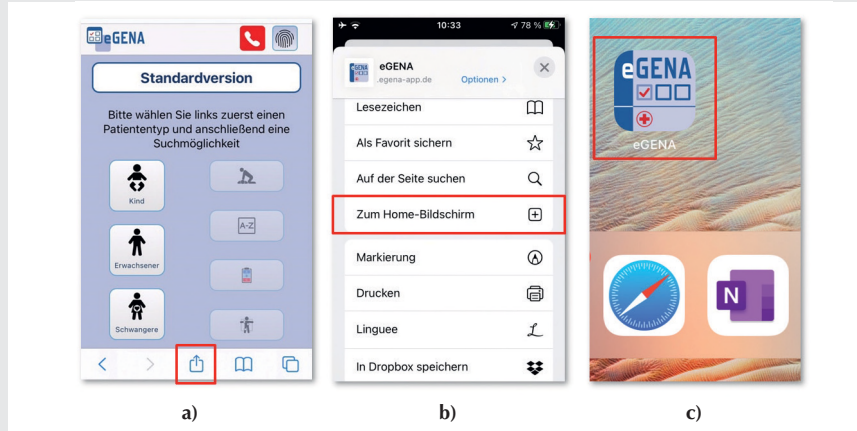 eGENA
Standardversion
Bitte wählen Sie links zuerst einen
Patiententyp und anschließend eine
Suchmöglichkeit
Kind
A-Z
Erwachsener
Schwangere
a)
10:33
78 %
eGENA
.egena-app.de
Optionen >
Lesezeichen
Als Favorit sichern
Auf der Seite suchen
Zum Home-Bildschirm
Markierung
Drucken
Linguee
In Dropbox speichern
b)
eGENA
eGENA
N
c)